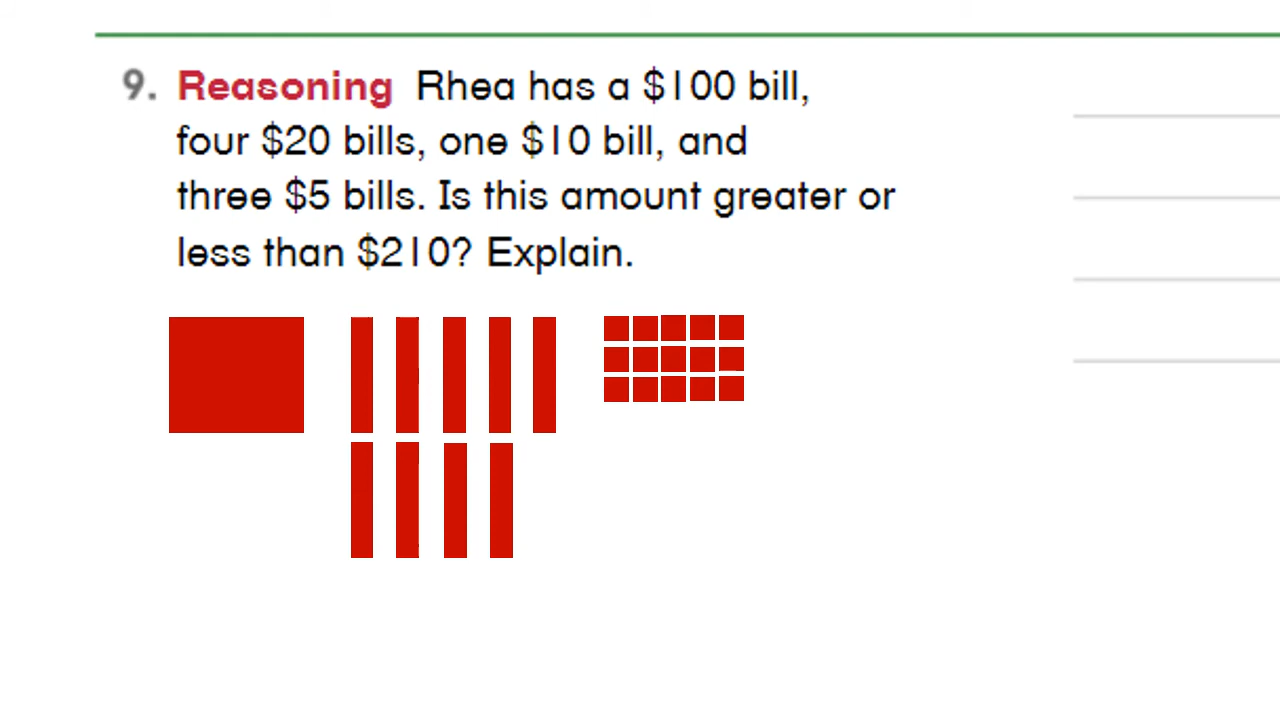 9. Reasoning Rhea has a $100 bill,
four $20 bills, one $10 bill, and
three $5 bills. Is this amount greater or
less than $210? Explain.